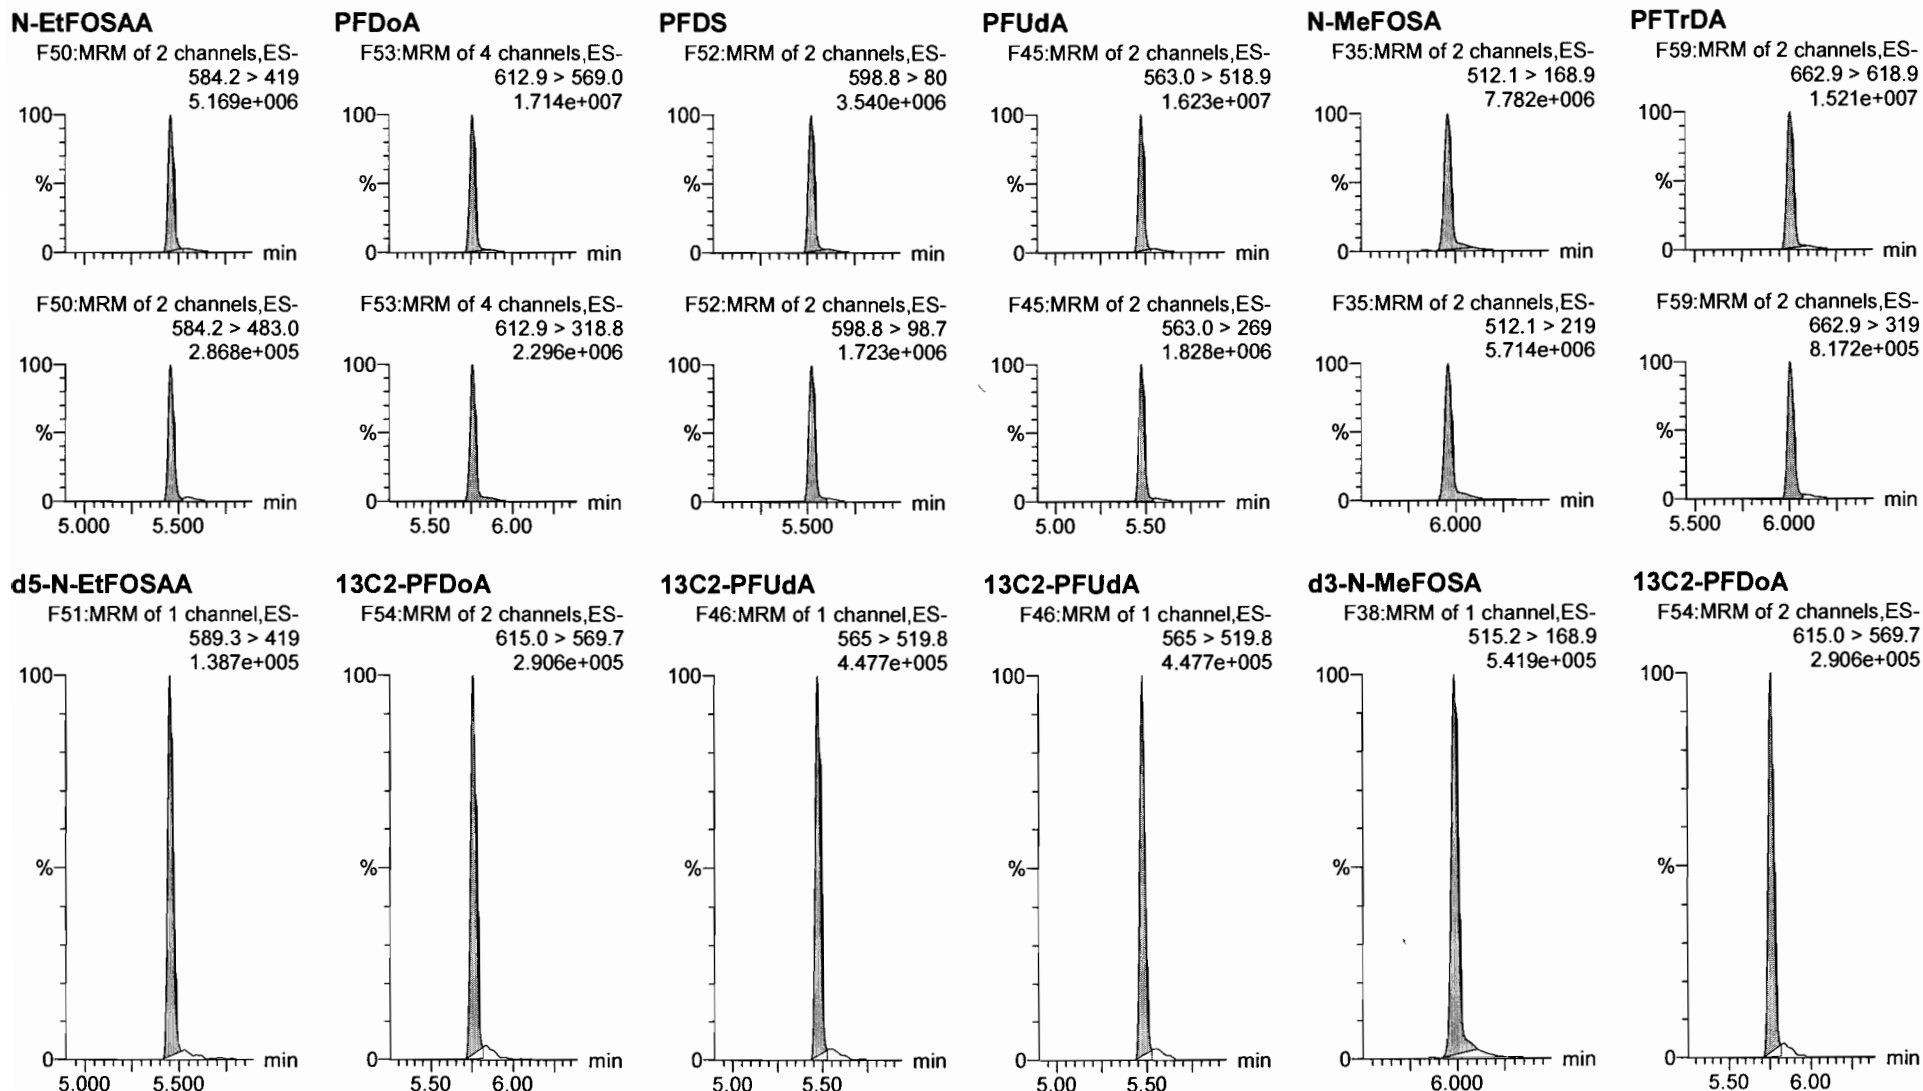 N-EtFOSAA
F50:MRM of 2 channels,ES-
584.2 > 419
5.169e+006
100
%
0
min
F50:MRM of 2 channels,ES-
584.2 > 483.0
2.868e+005
100
%
0
min
5.000 5.500
PFDoA
F53:MRM of 4 channels,ES-
612.9 > 569.0
1.714e+007
100
%
0
min
F53:MRM of 4 channels,ES-
612.9 > 318.8
2.296e+006
100
%
0
min
5.50 6.00
PFDS
F52:MRM of 2 channels,ES-
598.8 > 80
3.540e+006
100
%
0
min
F52:MRM of 2 channels,ES-
598.8 > 98.7
1.723e+006
100
%
0
min
5.500
PFUdA
F45:MRM of 2 channels,ES-
563.0 > 518.9
1.623e+007
100
%
0
min
F45:MRM of 2 channels,ES-
563.0 > 269
1.828e+006
100
%
0
min
5.00 5.50
N-MeFOSA
F35:MRM of 2 channels,ES-
512.1 > 168.9
7.782e+006
100
%
0
min
F35:MRM of 2 channels,ES-
512.1 > 219
5.714e+006
100
%
0
min
6.000
PFTrDA
F59:MRM of 2 channels,ES-
662.9 > 618.9
1.521e+007
100
%
0
min
F59:MRM of 2 channels,ES-
662.9 > 319
8.172e+005
100
%
0
min
5.500 6.000
d5-N-EtFOSAA
F51:MRM of 1 channel,ES-
589.3 > 419
1.387e+005
100
%
0
min
5.000 5.500
13C2-PFDoA
F54:MRM of 2 channels,ES-
615.0 > 569.7
2.906e+005
100
%
0
min
5.50 6.00
13C2-PFUdA
F46:MRM of 1 channel,ES-
565 > 519.8
4.477e+005
100
%
0
min
5.00 5.50
13C2-PFUdA
F46:MRM of 1 channel,ES-
565 > 519.8
4.477e+005
100
%
0
min
5.00 5.50
d3-N-MeFOSA
F38:MRM of 1 channel,ES-
515.2 > 168.9
5.419e+005
100
%
0
min
6.000
13C2-PFDoA
F54:MRM of 2 channels,ES-
615.0 > 569.7
2.906e+005
100
%
0
min
5.50 6.00